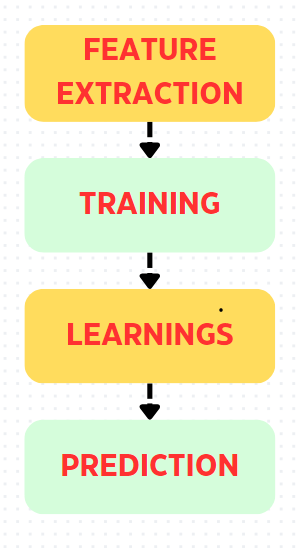 FEATURE
EXTRACTION
TRAINING
LEARNINGS
PREDICTION